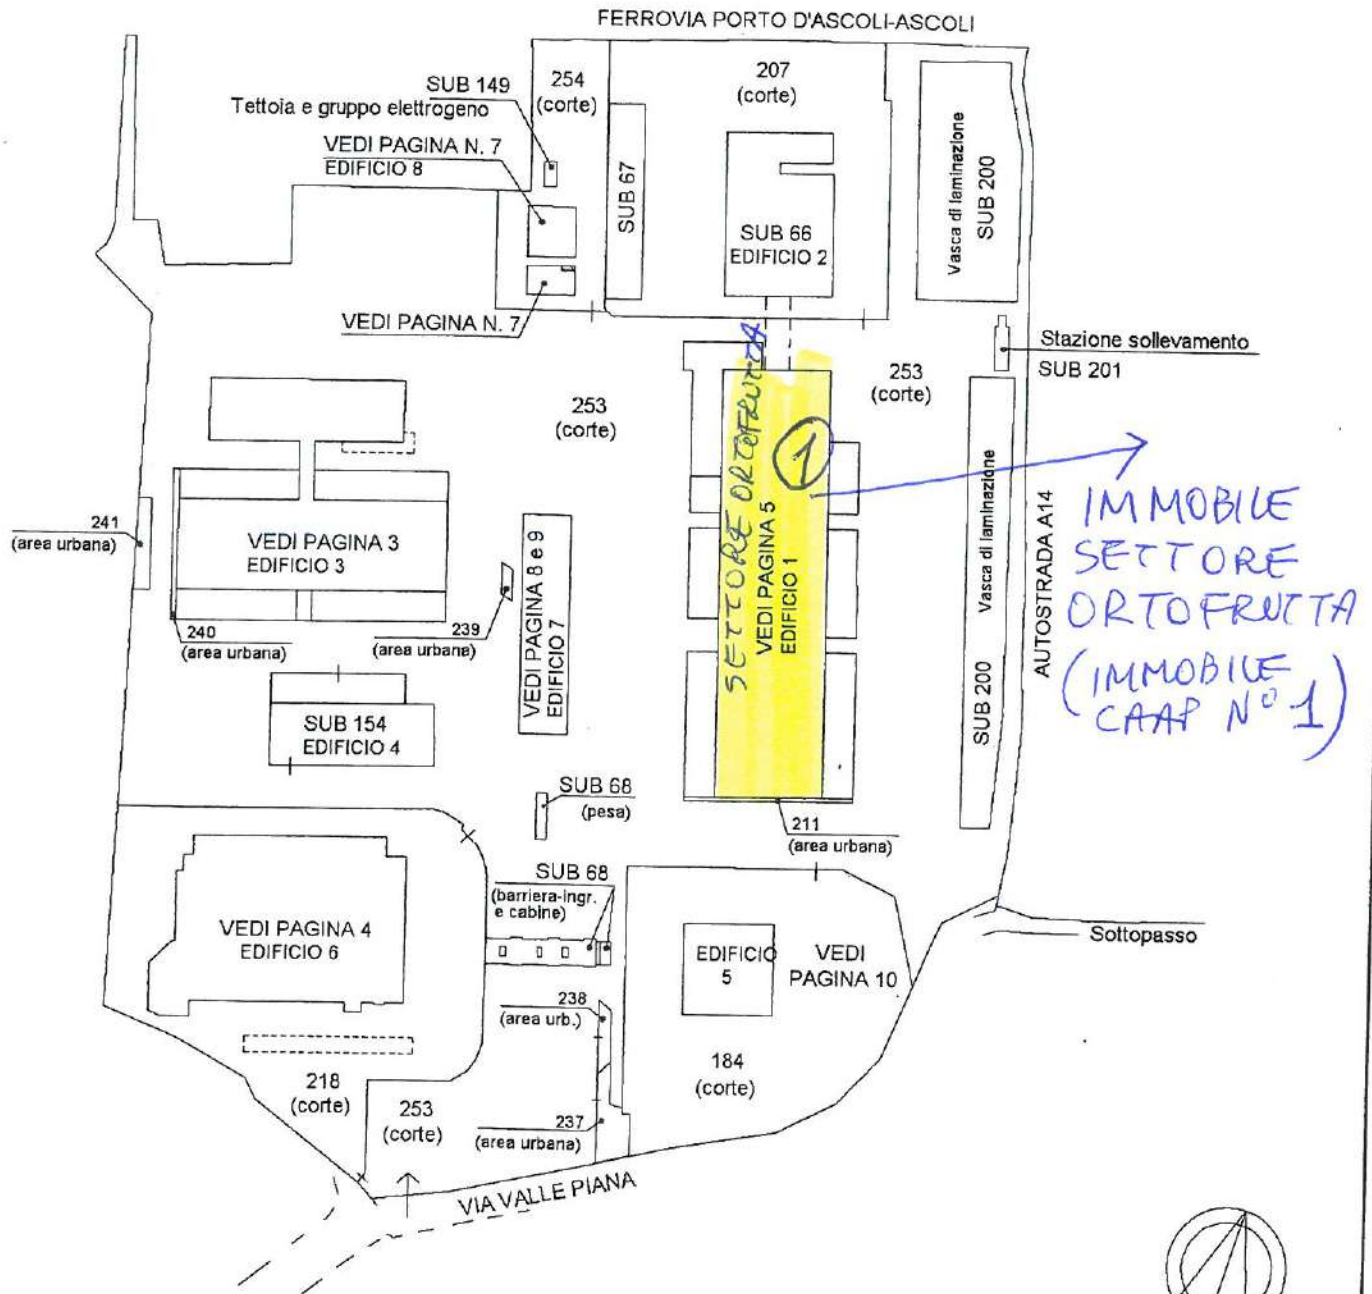 FERROVIA PORTO D'ASCOLI-ASCOLI
SUB 149
Tettoia e gruppo elettrogeno
254
(corte)
207
(corte)
VEDI PAGINA N. 7
EDIFICIO 8
SUB 67
SUB 66
EDIFICIO 2
Vasca di laminazione
SUB 200
VEDI PAGINA N. 7
Stazione sollevamento
SUB 201
253
(corte)
253
(corte)
SETTORE ORTOFRUTTA
1
VEDI PAGINA 5
EDIFICIO 1
IMMOBILE
SETTORE
ORTOFRUTTA
(IMMOBILE
CAAP N° 1)
Vasca di laminazione
SUB 200
AUTOSTRADA A14
241
(area urbana)
VEDI PAGINA 3
EDIFICIO 3
VEDI PAGINA 8 e 9
EDIFICIO 7
240
(area urbana)
239
(area urbana)
SUB 154
EDIFICIO 4
SUB 68
(pesa)
211
(area urbana)
SUB 68
(barriera-ingr.
e cabine)
VEDI PAGINA 4
EDIFICIO 6
EDIFICIO
5
VEDI
PAGINA 10
Sottopasso
238
(area urb.)
184
(corte)
218
(corte)
253
(corte)
237
(area urbana)
VIA VALLE PIANA